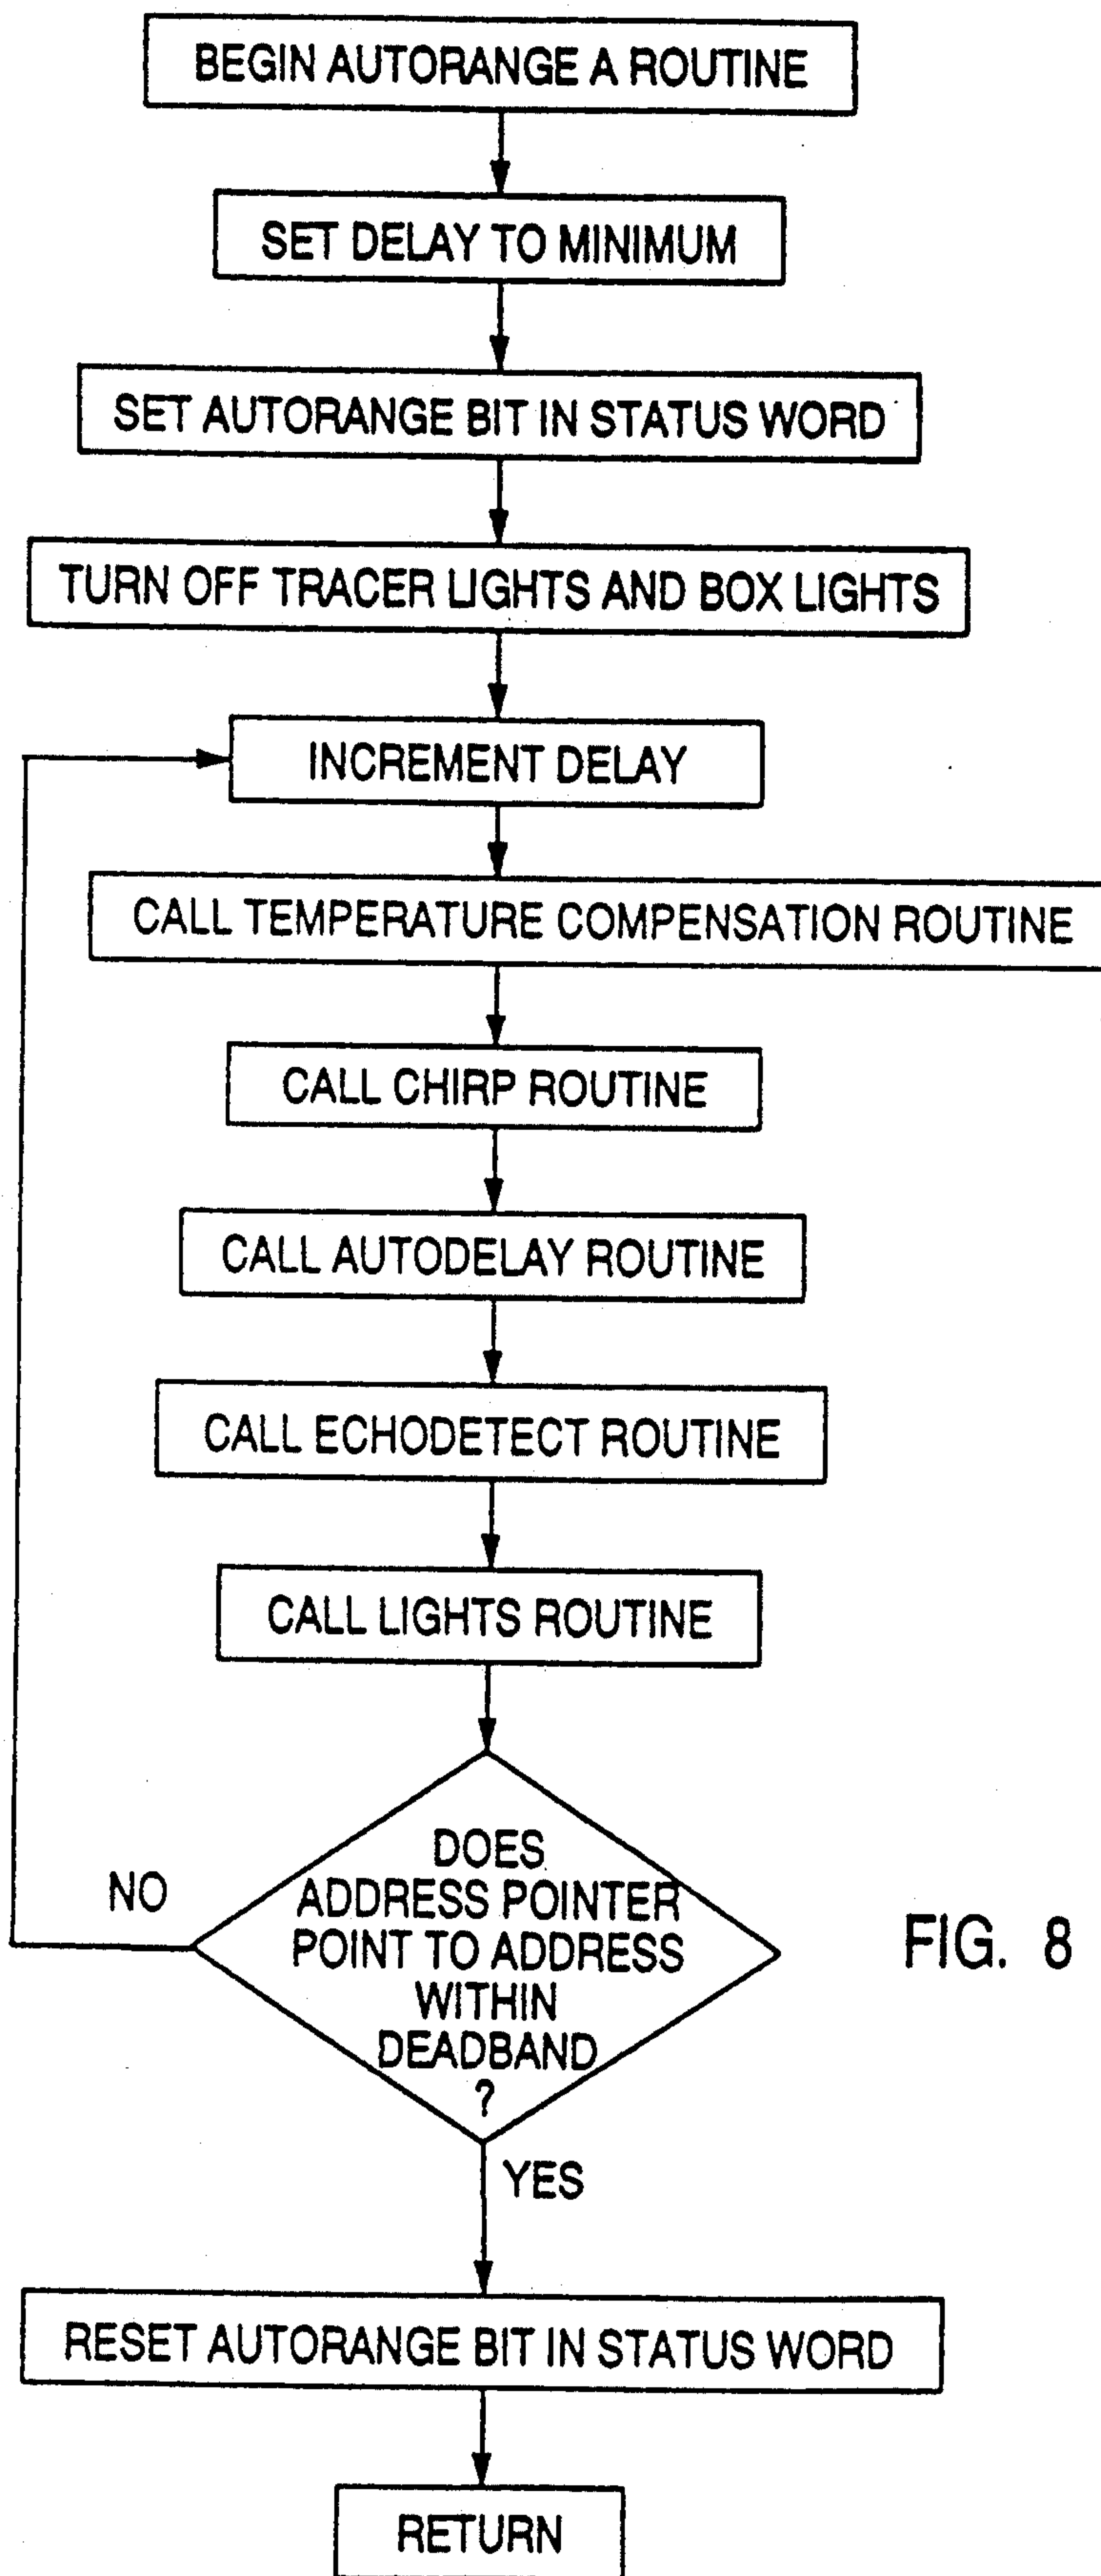 BEGIN AUTORANGE A ROUTINE
SET DELAY TO MINIMUM
SET AUTORANGE BIT IN STATUS WORD
TURN OFF TRACER LIGHTS AND BOX LIGHTS
INCREMENT DELAY
CALL TEMPERATURE COMPENSATION ROUTINE
CALL CHIRP ROUTINE
CALL AUTODELAY ROUTINE
CALL ECHODETECT ROUTINE
CALL LIGHTS ROUTINE
DOES
ADDRESS POINTER
POINT TO ADDRESS
WITHIN
DEADBAND
?
NO
FIG. 8
YES
RESET AUTORANGE BIT IN STATUS WORD
RETURN